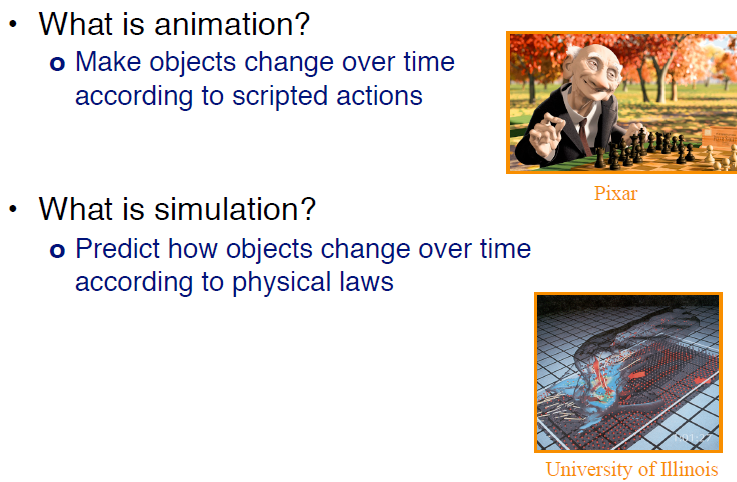 • What is animation?
o Make objects change over time
according to scripted actions
Pixar
• What is simulation?
o Predict how objects change over time
according to physical laws
University of Illinois